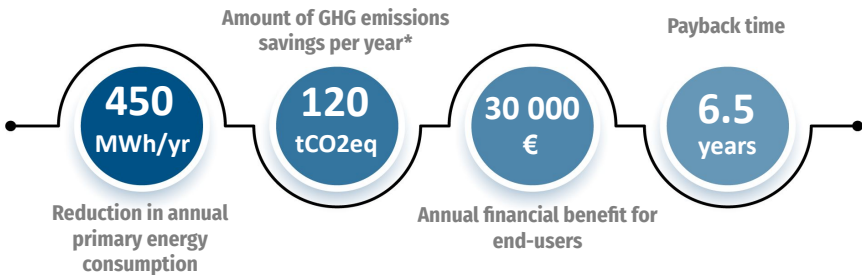 Amount of GHG emissions
savings per year*
Payback time
450
MWh/yr
120
tCO2eq
30 000
€
6.5
years
Reduction in annual
primary energy
consumption
Annual financial benefit for
end-users